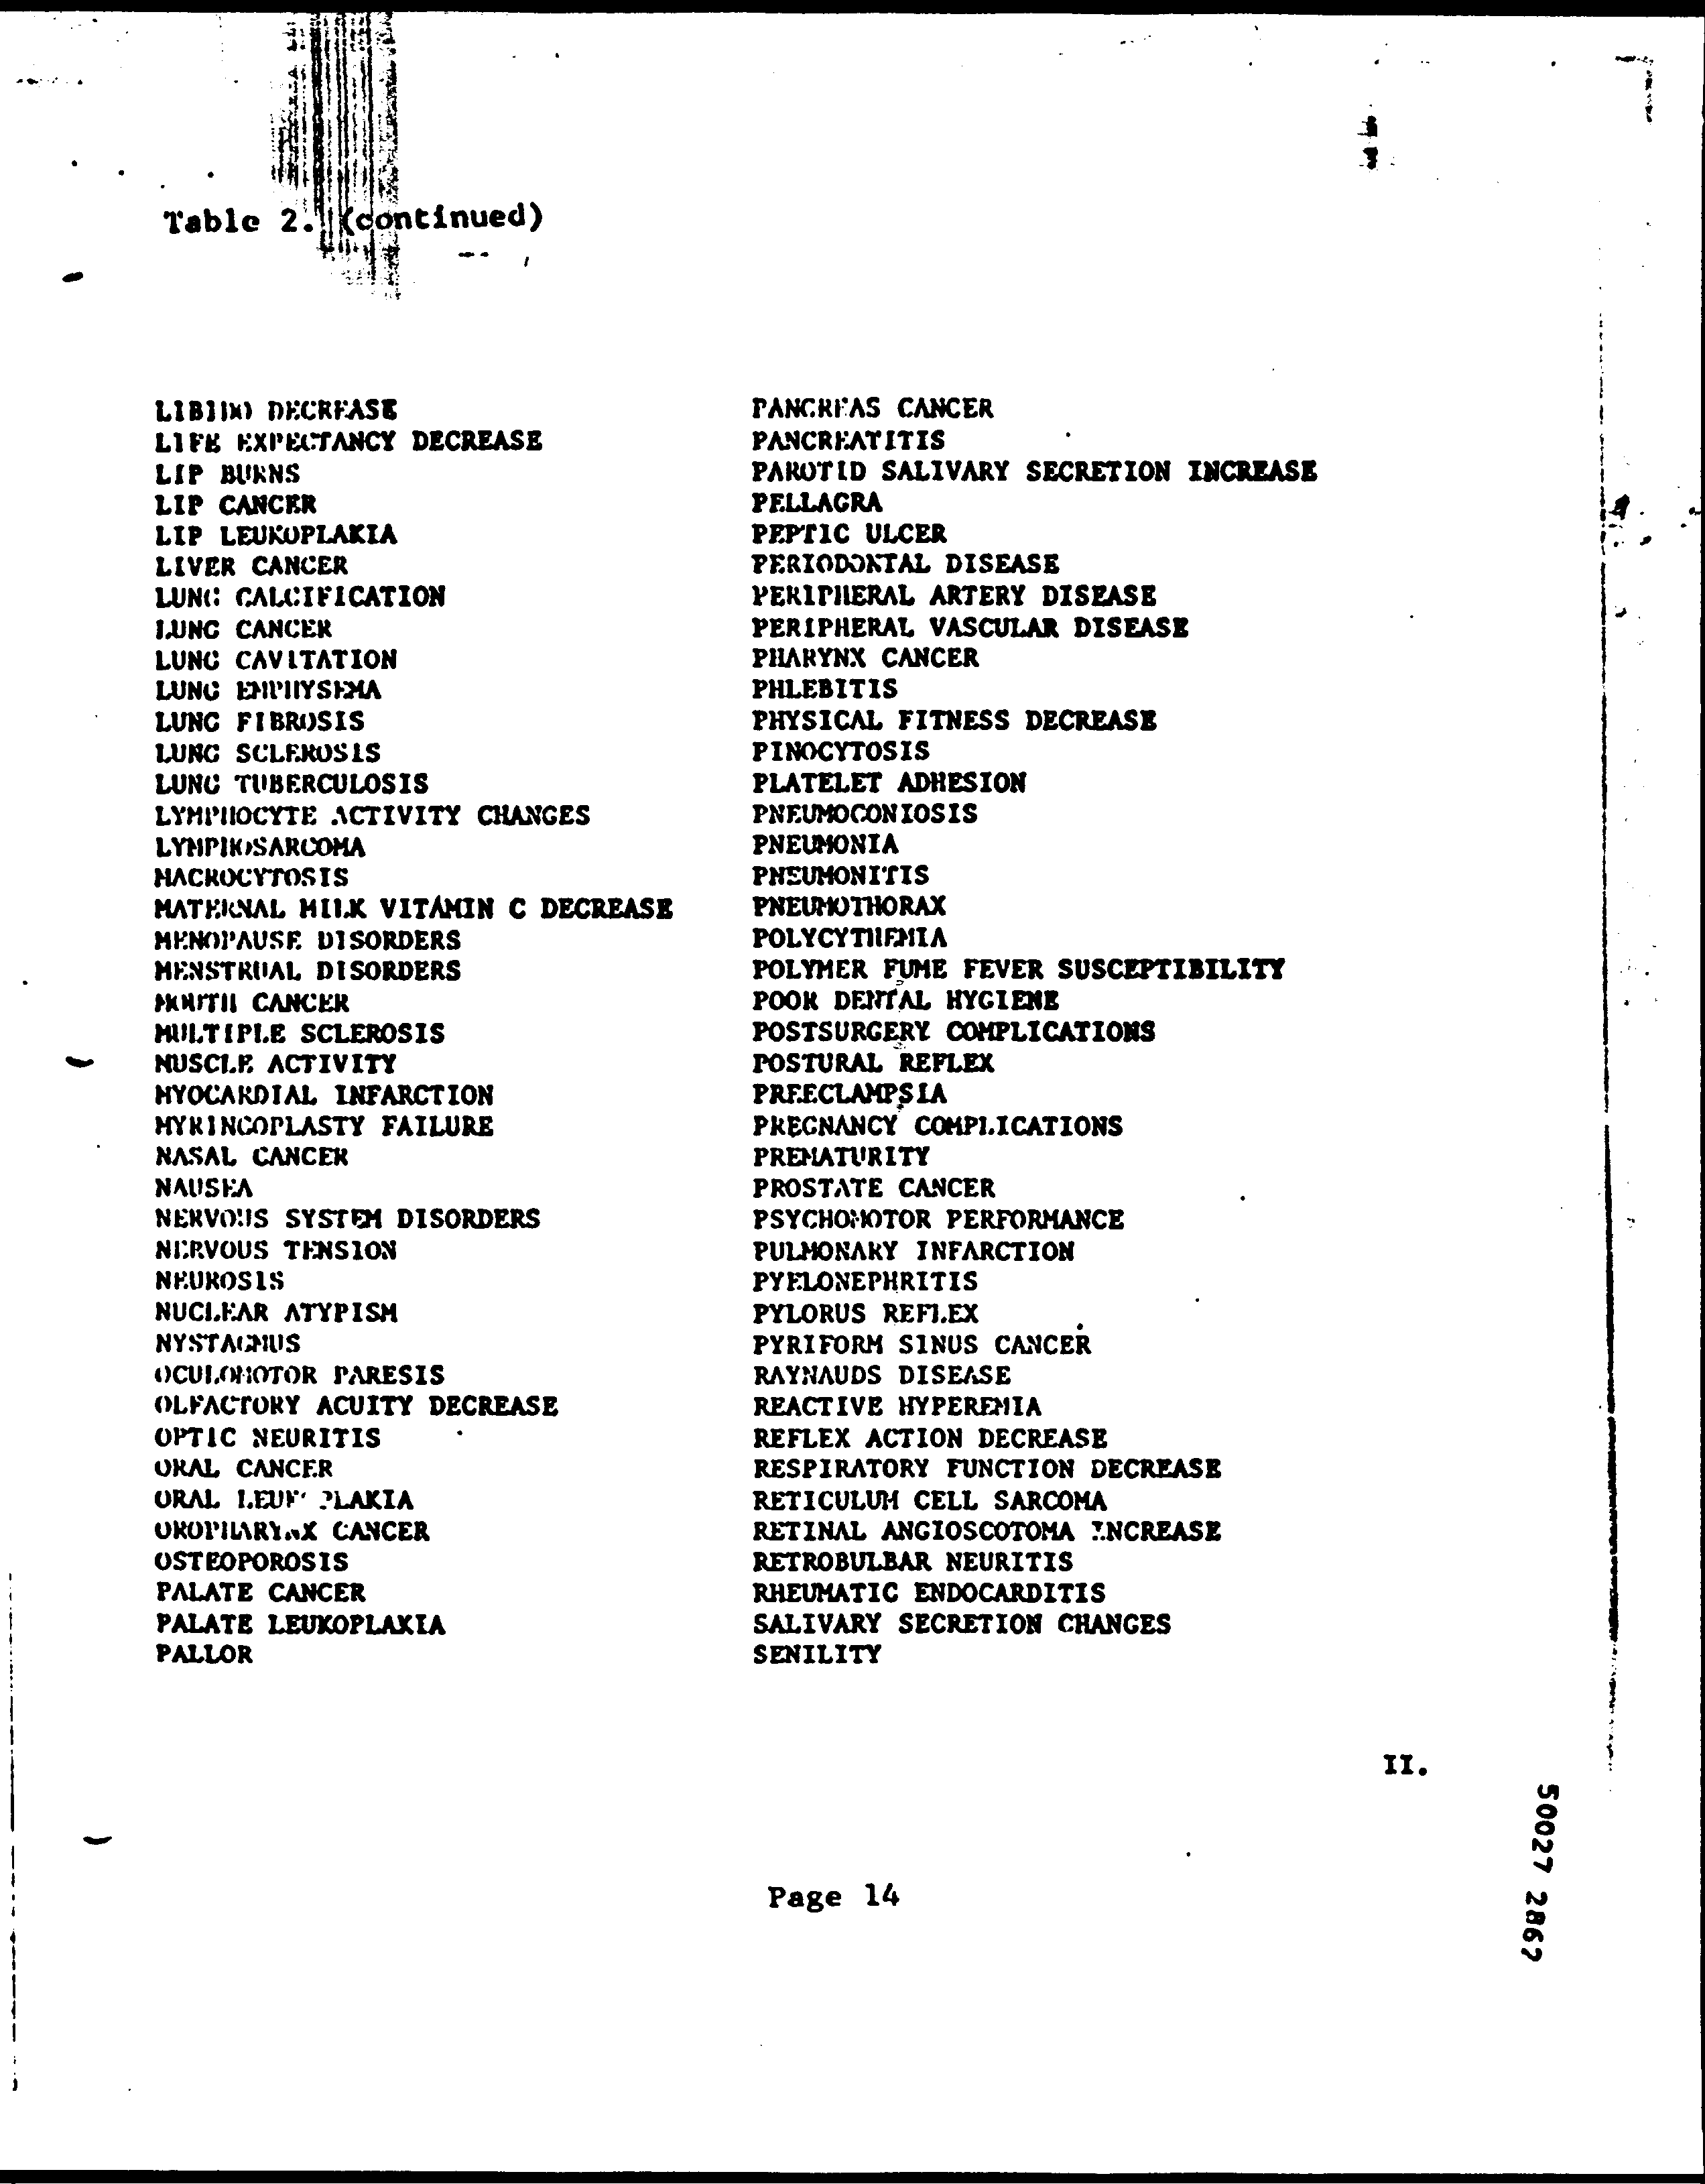 Table 2. (continued)
LIBIDO DECREASE
LIFE EXPECTANCY DECREASE
LIP BURNS
LIP CANCER
LIP LEUKOPLAKIA
LIVER CANCER
LUNG CALCIFICATION
LUNG CANCER
LUNG CAVITATION
LUNG EMPHYSEMA
LUNG FIBROSIS
LUNG SCLEROSIS
LUNG TUBERCULOSIS
LYMPHOCYTE ACTIVITY CHANGES
LYMPHOSARCOMA
MACROCYTOSIS
MATERNAL MILK VITAMIN C DECREASE
MENOPAUSE DISORDERS
MENSTRUAL DISORDERS
MOUTH CANCER
MULTIPLE SCLEROSIS
MUSCLE ACTIVITY
MYOCARDIAL INFARCTION
MYRINGOPLASTY FAILURE
NASAL CANCER
NAUSEA
NERVOUS SYSTEM DISORDERS
NERVOUS TENSION
NEUROSIS
NUCLEAR ATYPISM
NYSTAGMUS
OCULOMOTOR PARESIS
OLFACTORY ACUITY DECREASE
OPTIC NEURITIS
ORAL CANCER
ORAL LEUKOPLAKIA
OROPHARYNX CANCER
OSTEOPOROSIS
PALATE CANCER
PALATE LEUKOPLAKIA
PALLOR
PANCREAS CANCER
PANCREATITIS
PAROTID SALIVARY SECRETION INCREASE
PELLAGRA
PEPTIC ULCER
PERIODONTAL DISEASE
PERIPHERAL ARTERY DISEASE
PERIPHERAL VASCULAR DISEASE
PHARYNX CANCER
PHLEBITIS
PHYSICAL FITNESS DECREASE
PINOCYTOSIS
PLATELET ADHESION
PNEUMOCONIOSIS
PNEUMONIA
PNEUMONITIS
PNEUMOTHORAX
POLYCYTHEMIA
POLYMER FUME FEVER SUSCEPTIBILITY
POOR DENTAL HYGIENE
POSTSURGERY COMPLICATIONS
POSTURAL REFLEX
PREECLAMPSIA
PREGNANCY COMPLICATIONS
PREMATURITY
PROSTATE CANCER
PSYCHOMOTOR PERFORMANCE
PULMONARY INFARCTION
PYELONEPHRITIS
PYLORUS REFLEX
PYRIFORM SINUS CANCER
RAYNAUDS DISEASE
REACTIVE HYPEREMIA
REFLEX ACTION DECREASE
RESPIRATORY FUNCTION DECREASE
RETICULUM CELL SARCOMA
RETINAL ANGIOSCOTOMA INCREASE
RETROBULBAR NEURITIS
RHEUMATIC ENDOCARDITIS
SALIVARY SECRETION CHANGES
SENILITY
II.
Page 14
50027 2867